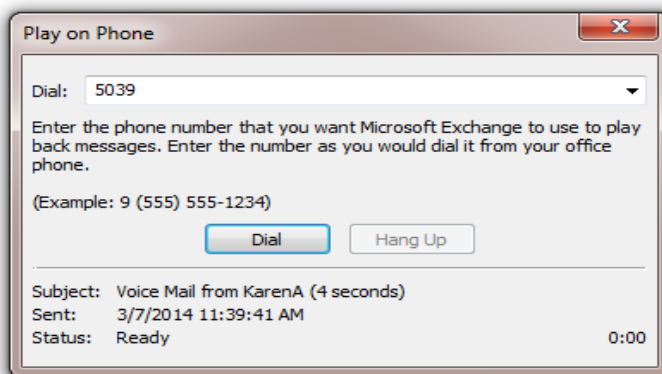 Play on Phone
Dial: 5039
Enter the phone number that you want Microsoft Exchange to use to play
back messages. Enter the number as you would dial it from your office
phone.
(Example: 9 (555) 555-1234)
Dial Hang Up
Subject: Voice Mail from KarenA (4 seconds)
Sent: 3/7/2014 11:39:41 AM
Status: Ready 0:00